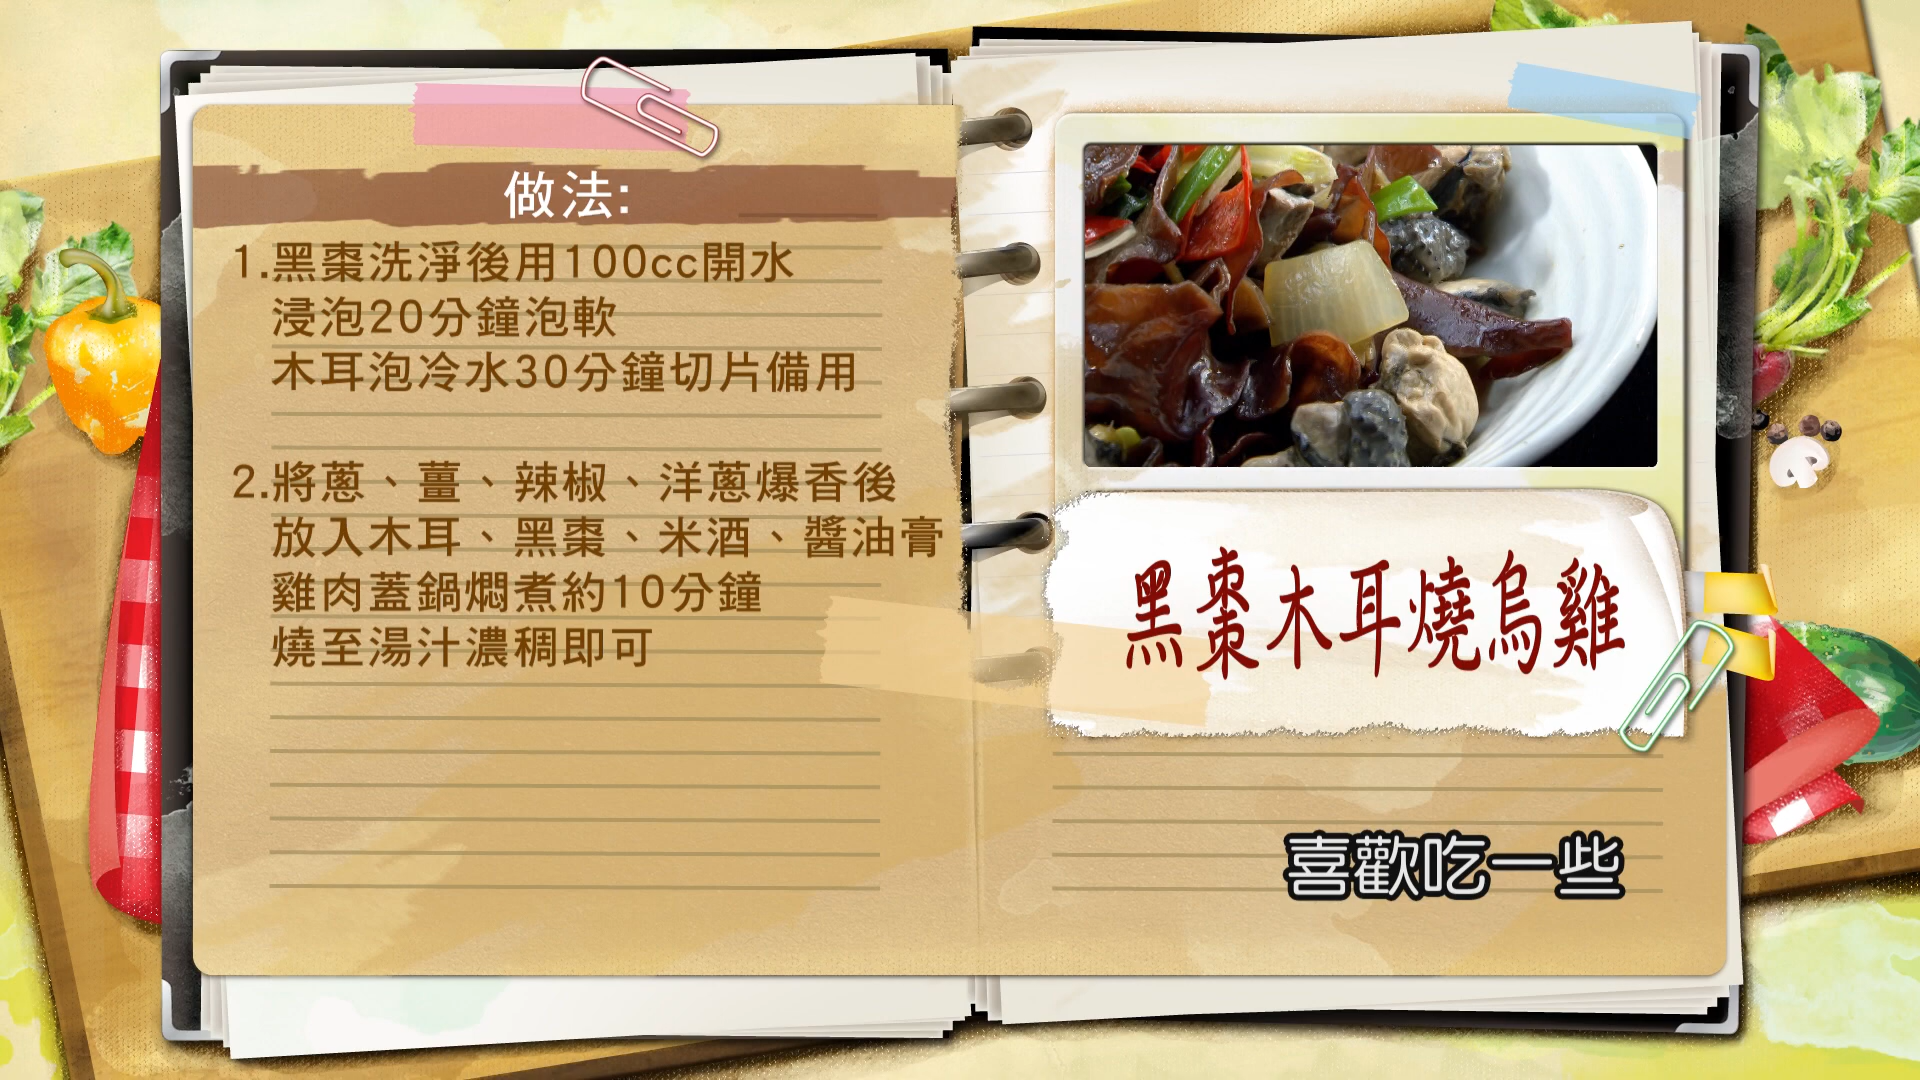 做法:
1.黑棗洗淨後用100cc開水
浸泡20分鐘泡軟
木耳泡冷水30分鐘切片備用
2.將蔥、薑、辣椒、洋蔥爆香後
放入木耳、黑棗、米酒、醬油膏
雞肉蓋鍋燜煮約10分鐘
燒至湯汁濃稠即可
黑棗木耳燒烏雞
喜歡吃一些